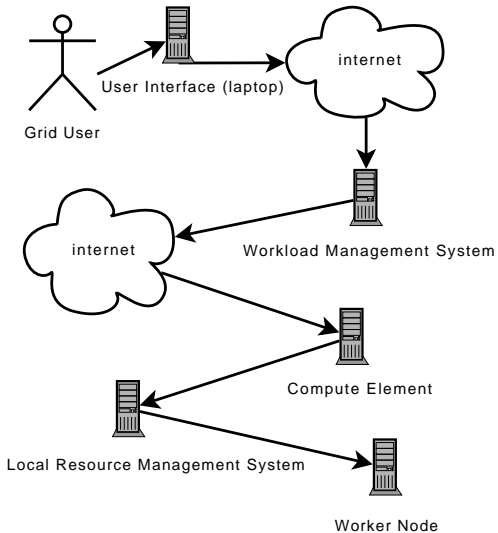 internet
User Interface (laptop)
Grid User
internet
Workload Management System
Compute Element
Local Resource Management System
Worker Node